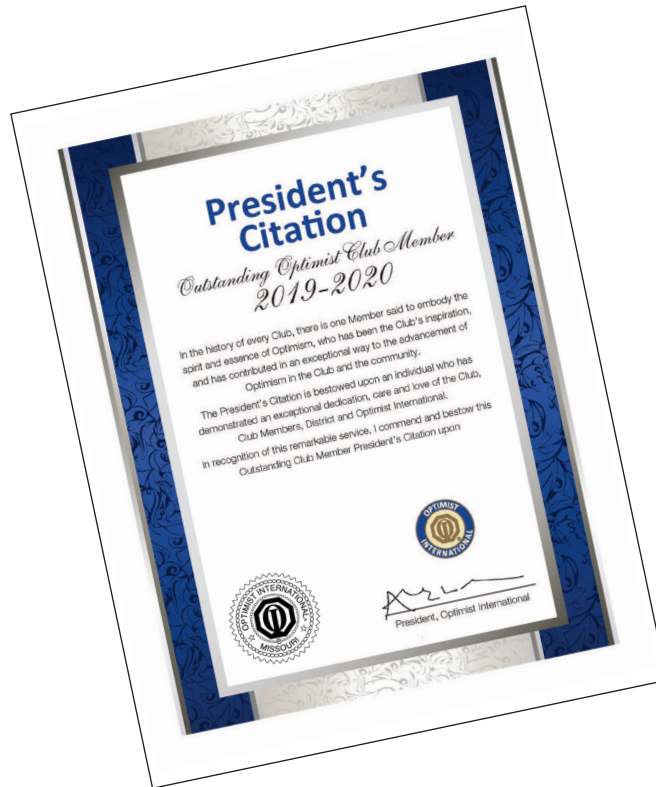 President's
Citation
Outstanding Optimist Club Member
2019-2020
In the history of every Club, there is one Member said to embody the
spirit and essence of Optimism, who has been the Club's inspiration,
and has contributed in an exceptional way to the advancement of
Optimism in the Club and the community.
The President's Citation is bestowed upon an individual who has
demonstrated an exceptional dedication, care and love of the Club,
Club Members, District and Optimist International.
In recognition of this remarkable service, I commend and bestow this
Outstanding Club Member President's Citation upon
OPTIMIST
INTERNATIONAL
OPTIMIST INTERNATIONAL
MISSOURI
President, Optimist International